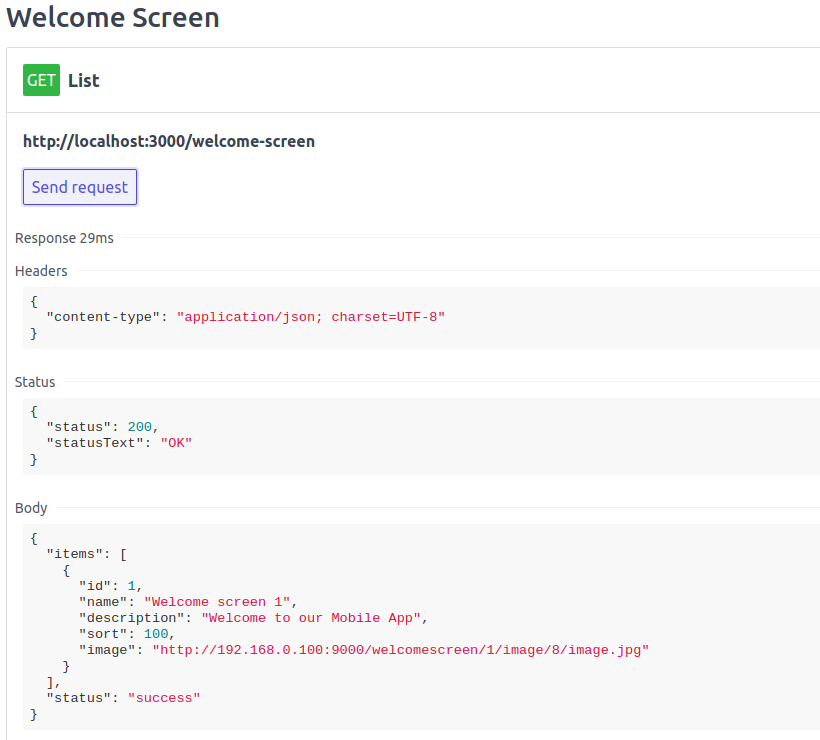 Welcome Screen
GET List
http://localhost:3000/welcome-screen
Send request
Response 29ms
Headers
{
  "content-type": "application/json; charset=UTF-8"
}
Status
{
  "status": 200,
  "statusText": "OK"
}
Body
{
  "items": [
    {
      "id": 1,
      "name": "Welcome screen 1",
      "description": "Welcome to our Mobile App",
      "sort": 100,
      "image": "http://192.168.0.100:9000/welcomescreen/1/image/8/image.jpg"
    }
  ],
  "status": "success"
}